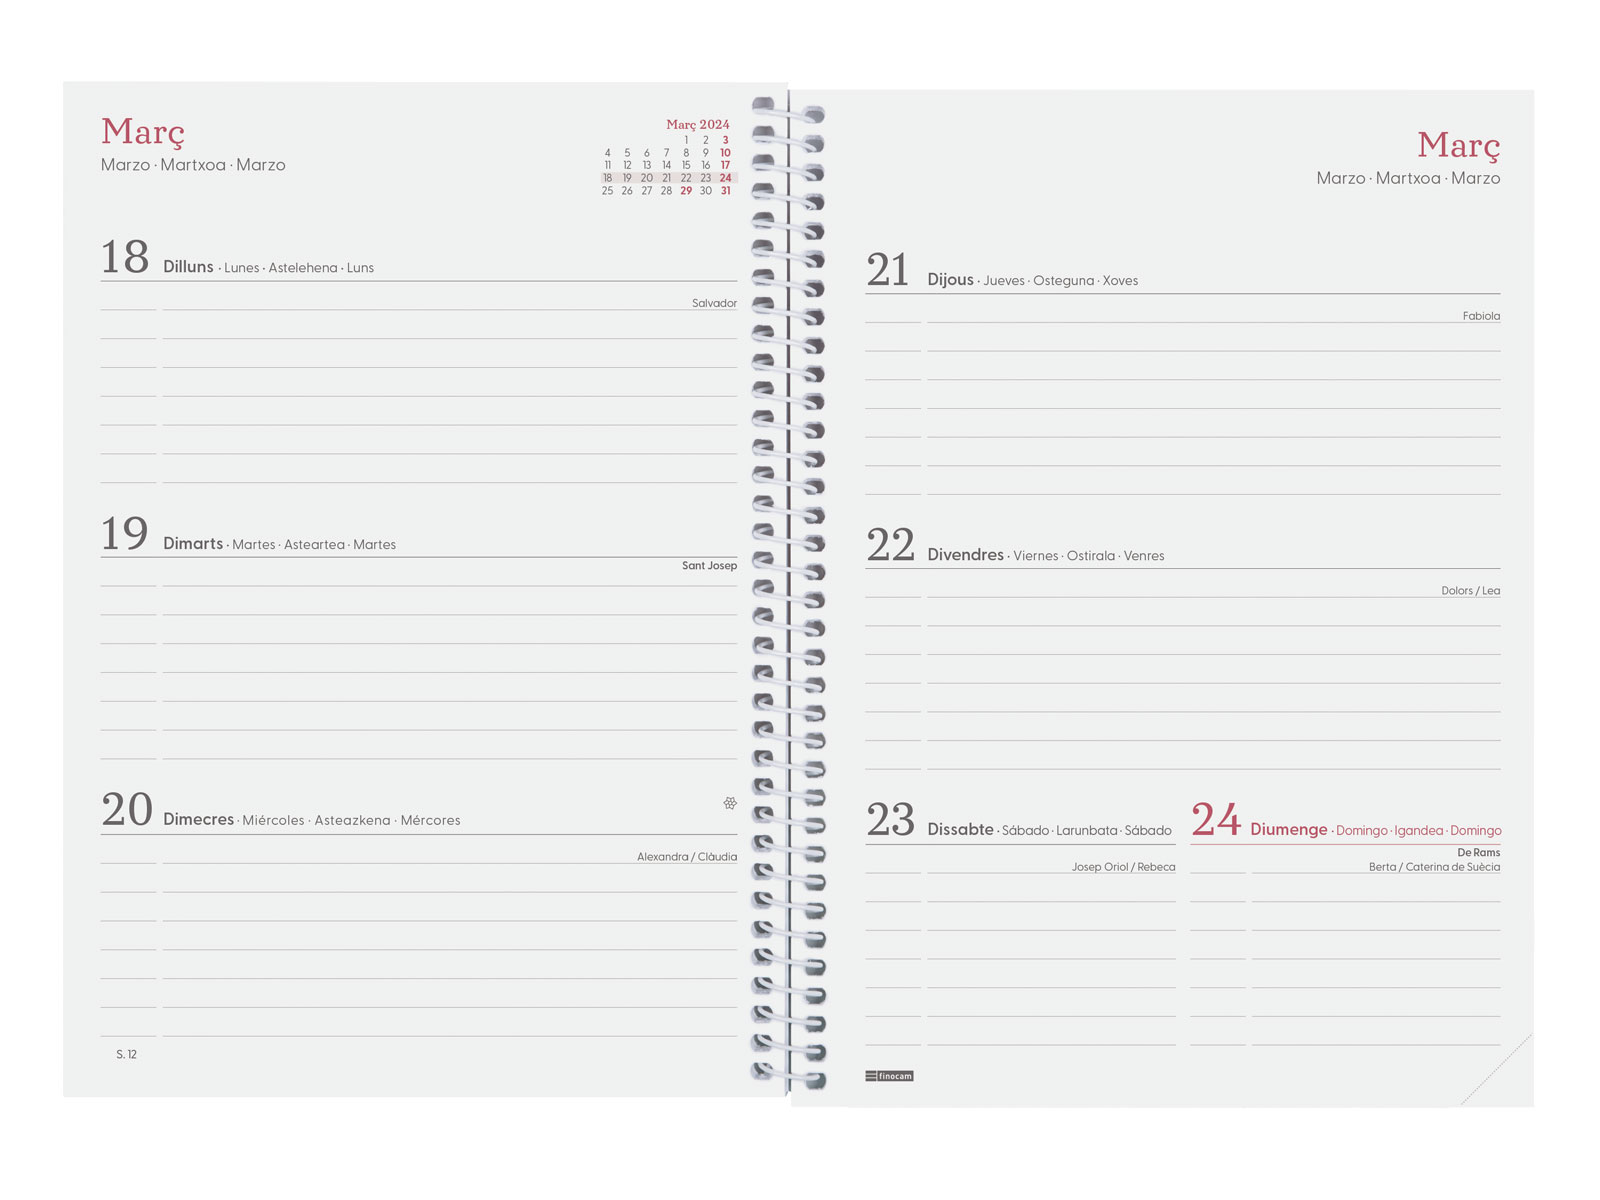 Març
Marzo · Martxoa · Marzo
Març 2024
1 2 3
4 5 6 7 8 9 10
11 12 13 14 15 16 17
18 19 20 21 22 23 24
25 26 27 28 29 30 31
18 Dilluns · Lunes · Astelehena · Luns
Salvador
19 Dimarts · Martes · Asteartea · Martes
Sant Josep
20 Dimecres · Miércoles · Asteazkena · Mércores
Alexandra / Clàudia
S. 12
Març
Marzo · Martxoa · Marzo
21 Dijous · Jueves · Osteguna · Xoves
Fabiola
22 Divendres · Viernes · Ostirala · Venres
Dolors / Lea
23 Dissabte · Sábado · Larunbata · Sábado
Josep Oriol / Rebeca
24 Diumenge · Domingo · Igandea · Domingo
De Rams
Berta / Caterina de Suècia
finocam